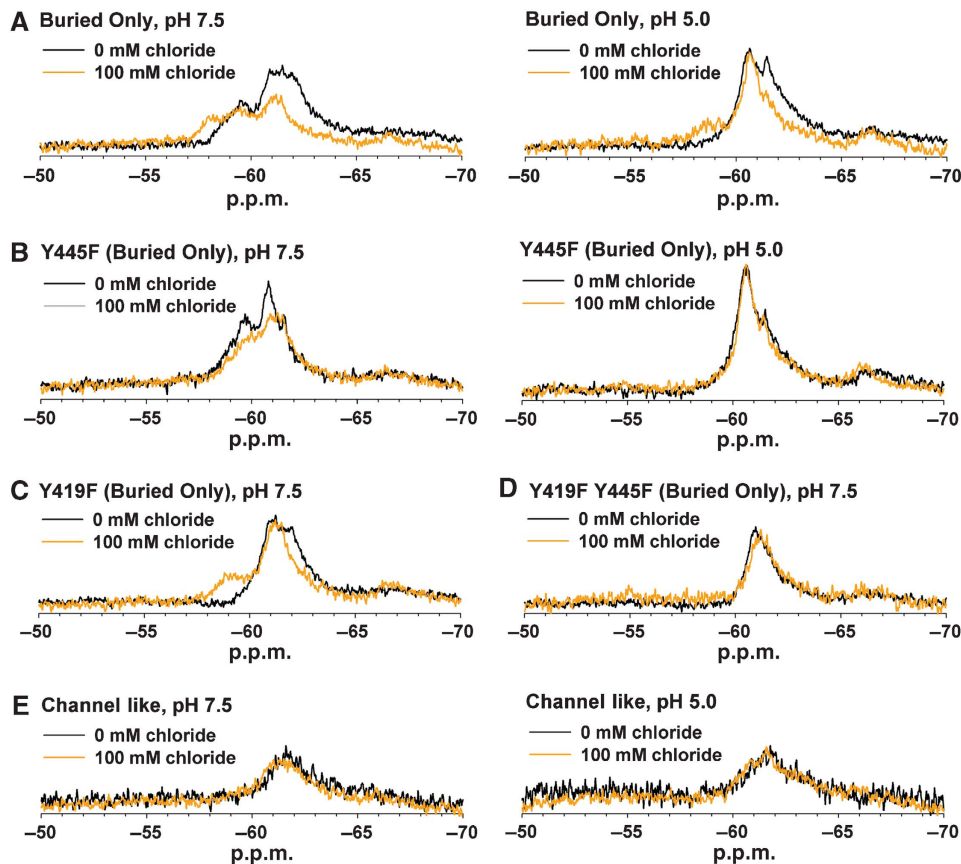 A Buried Only, pH 7.5
0 mM chloride
100 mM chloride
–50 –55 –60 –65 –70
p.p.m.
Buried Only, pH 5.0
0 mM chloride
100 mM chloride
–50 –55 –60 –65 –70
p.p.m.
B Y445F (Buried Only), pH 7.5
0 mM chloride
100 mM chloride
–50 –55 –60 –65 –70
p.p.m.
Y445F (Buried Only), pH 5.0
0 mM chloride
100 mM chloride
–50 –55 –60 –65 –70
p.p.m.
C Y419F (Buried Only), pH 7.5
0 mM chloride
100 mM chloride
–50 –55 –60 –65 –70
p.p.m.
D Y419F Y445F (Buried Only), pH 7.5
0 mM chloride
100 mM chloride
–50 –55 –60 –65 –70
p.p.m.
E Channel like, pH 7.5
0 mM chloride
100 mM chloride
–50 –55 –60 –65 –70
p.p.m.
Channel like, pH 5.0
0 mM chloride
100 mM chloride
–50 –55 –60 –65 –70
p.p.m.